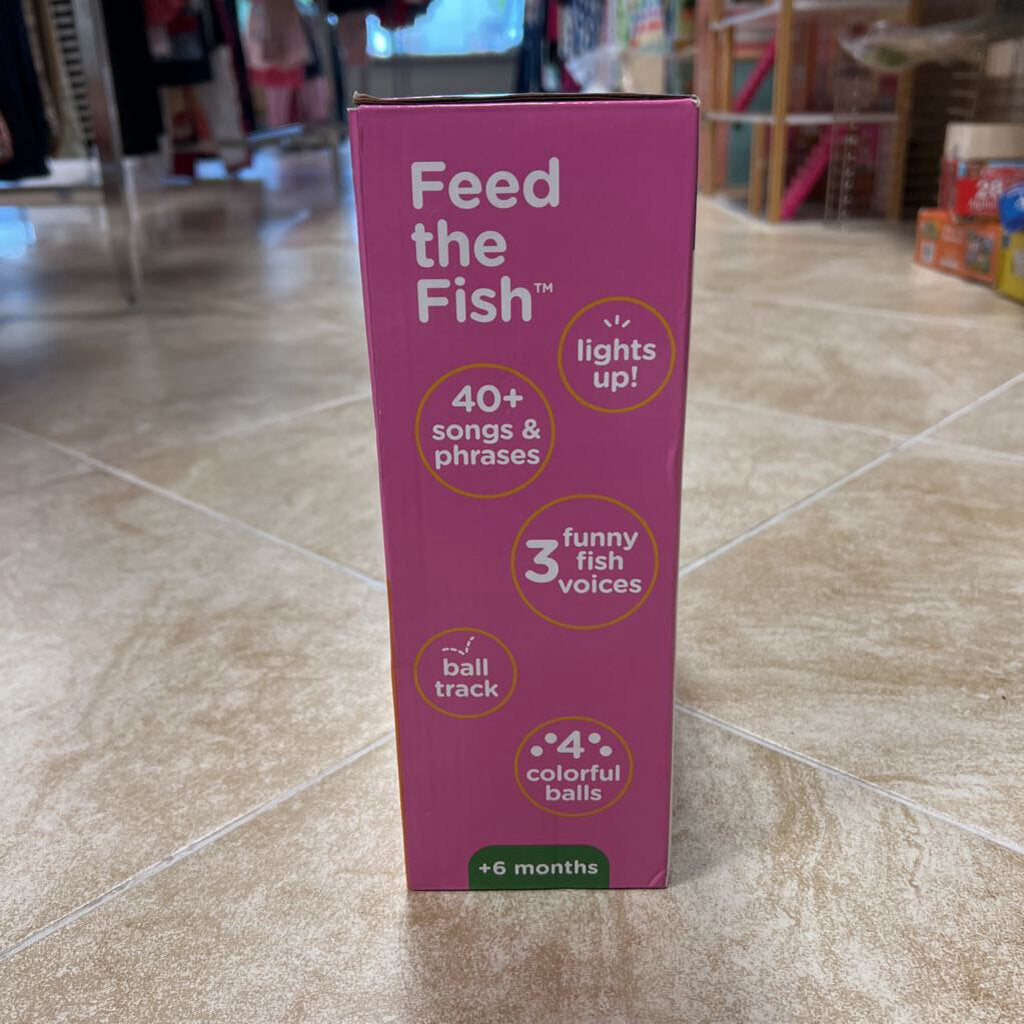 Feed
the
Fish™
lights
up!
40+
songs &
phrases
3 funny
fish
voices
ball
track
4
colorful
balls
+6 months
28